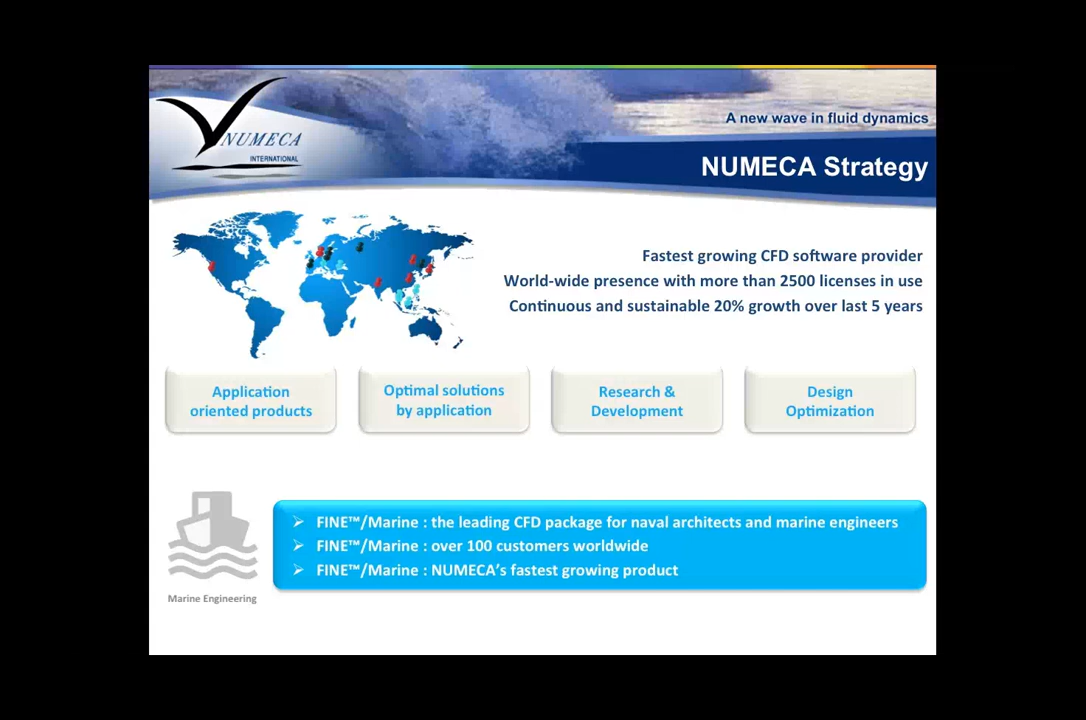 NUMECA
INTERNATIONAL
A new wave in fluid dynamics
NUMECA Strategy
Fastest growing CFD software provider
World-wide presence with more than 2500 licenses in use
Continuous and sustainable 20% growth over last 5 years
Application
oriented products
Optimal solutions
by application
Research &
Development
Design
Optimization
➢ FINE™/Marine : the leading CFD package for naval architects and marine engineers
➢ FINE™/Marine : over 100 customers worldwide
➢ FINE™/Marine : NUMECA's fastest growing product
Marine Engineering